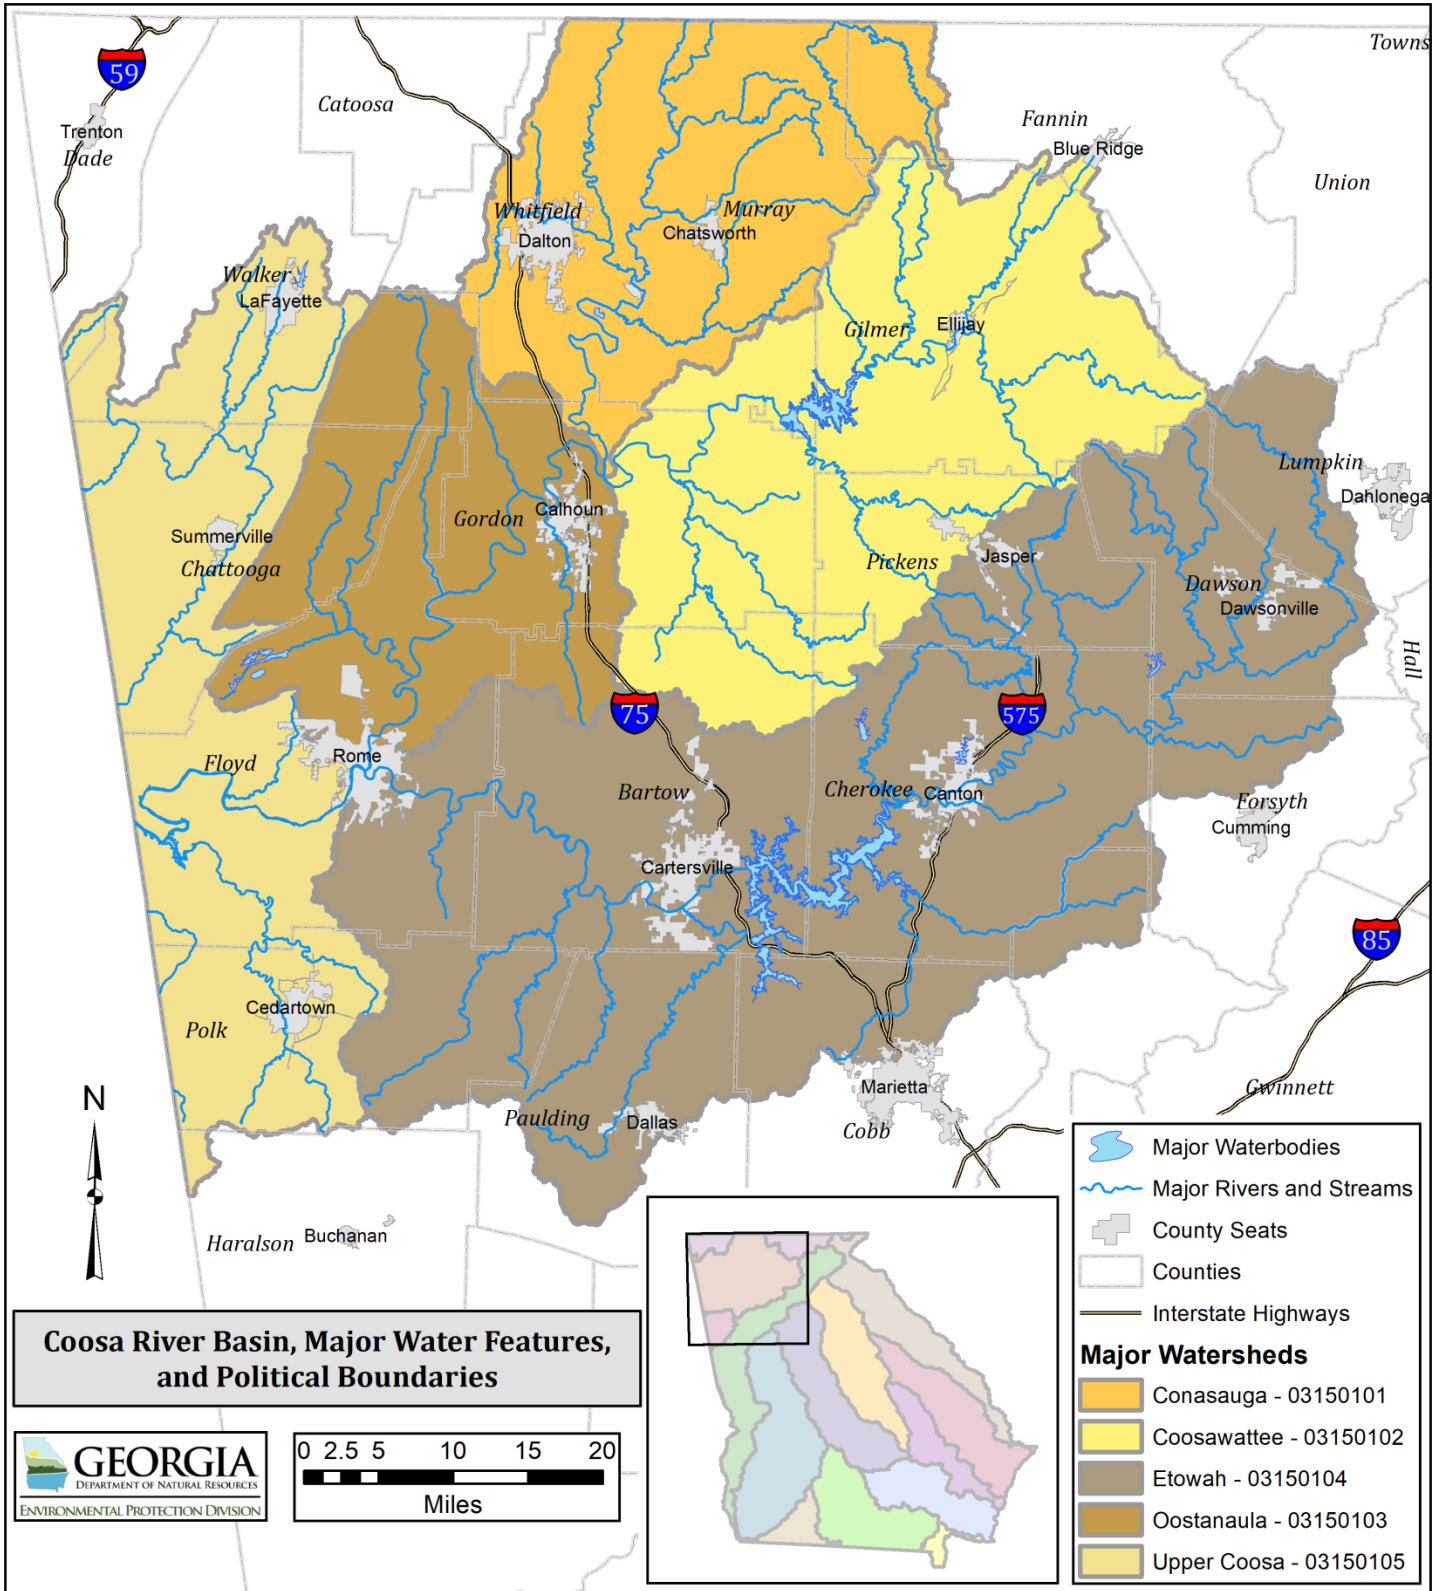 59
Towns
Catoosa
Trenton
Dade
Fannin
Blue Ridge
Union
Whitfield
Dalton
Murray
Chatsworth
Walker
LaFayette
Gilmer
Ellijay
Lumpkin
Dahlonega
Gordon
Calhoun
Summerville
Chattooga
Pickens
Jasper
Dawson
Dawsonville
Hall
75
575
Floyd
Rome
Bartow
Cherokee
Canton
Forsyth
Cumming
Cartersville
85
Cedartown
Polk
Marietta
Cobb
Gwinnett
Paulding
Dallas
N
Haralson
Buchanan
Coosa River Basin, Major Water Features,
and Political Boundaries
GEORGIA
DEPARTMENT OF NATURAL RESOURCES
ENVIRONMENTAL PROTECTION DIVISION
0 2.5 5 10 15 20
Miles
Major Waterbodies
Major Rivers and Streams
County Seats
Counties
Interstate Highways
Major Watersheds
Conasauga - 03150101
Coosawattee - 03150102
Etowah - 03150104
Oostanaula - 03150103
Upper Coosa - 03150105